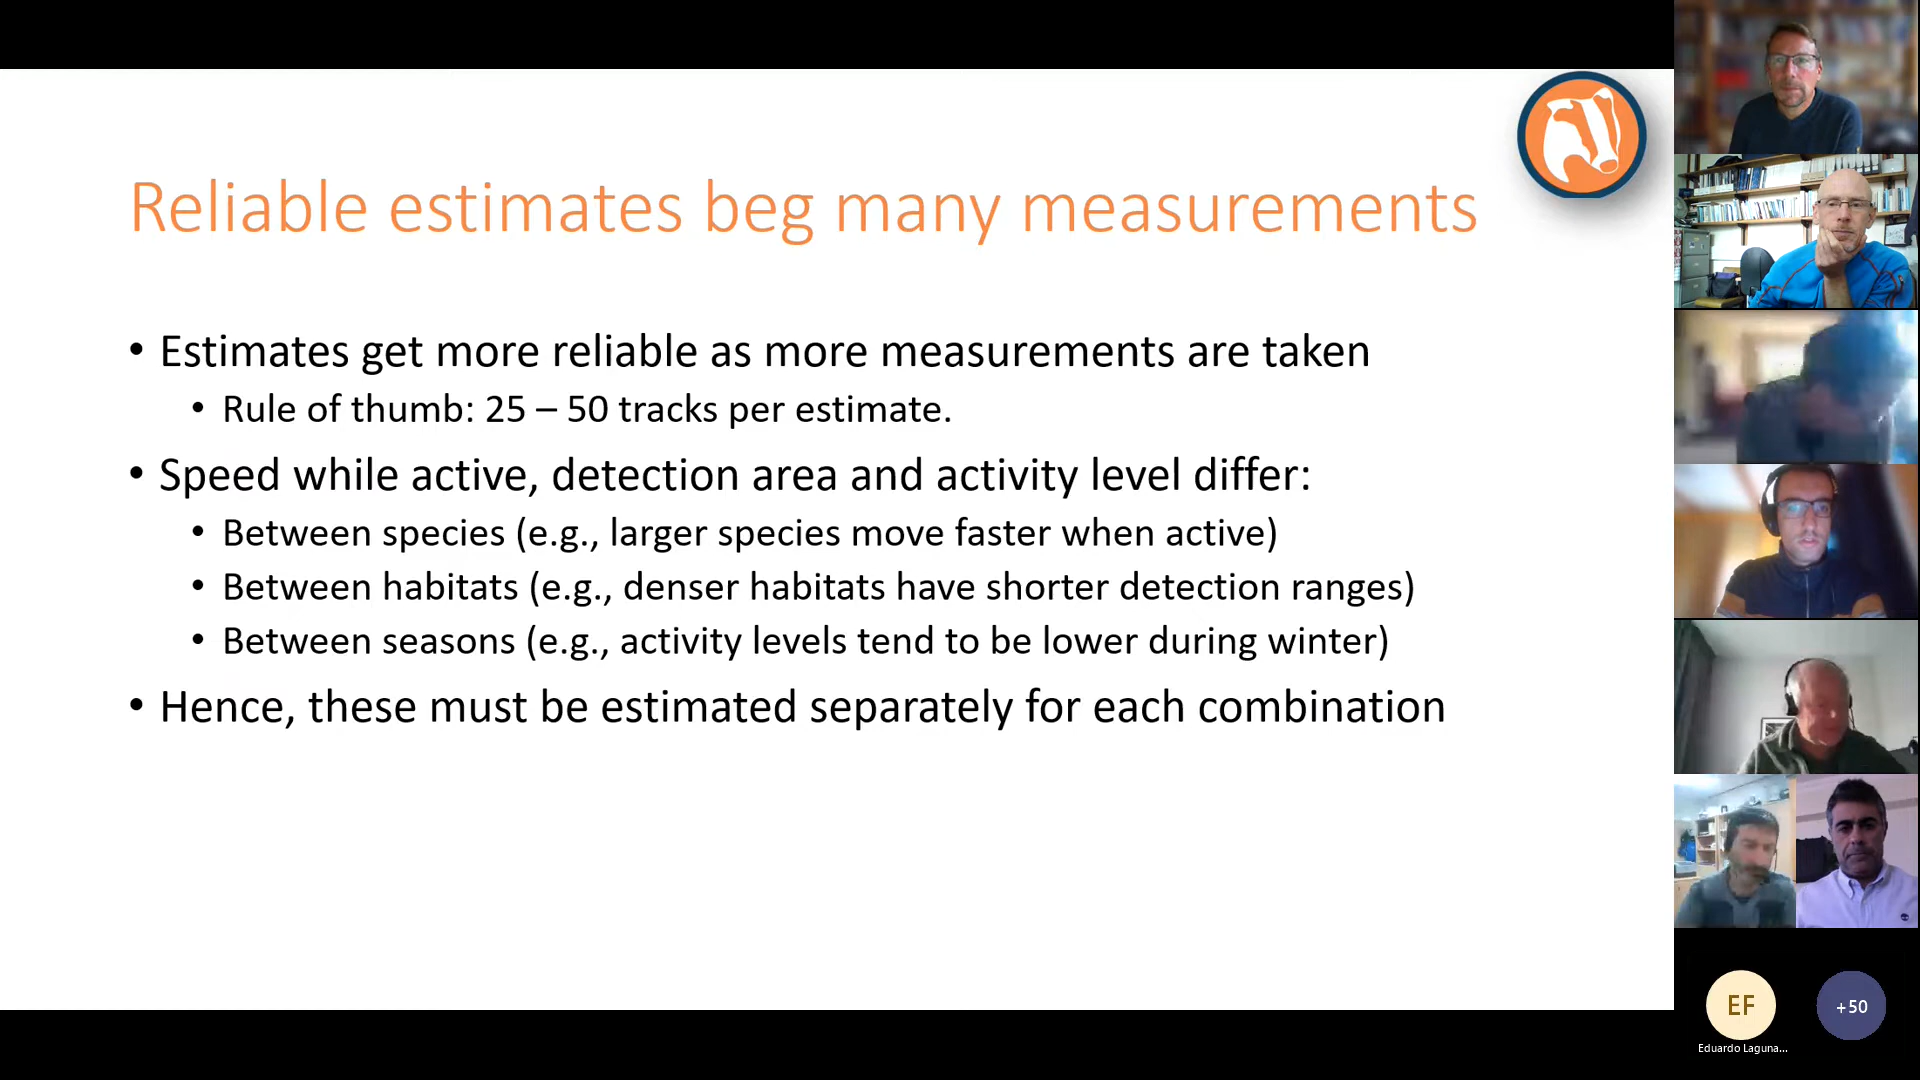 Reliable estimates beg many measurements
• Estimates get more reliable as more measurements are taken
• Rule of thumb: 25 – 50 tracks per estimate.
• Speed while active, detection area and activity level differ:
• Between species (e.g., larger species move faster when active)
• Between habitats (e.g., denser habitats have shorter detection ranges)
• Between seasons (e.g., activity levels tend to be lower during winter)
• Hence, these must be estimated separately for each combination
EF
+50
Eduardo Laguna...